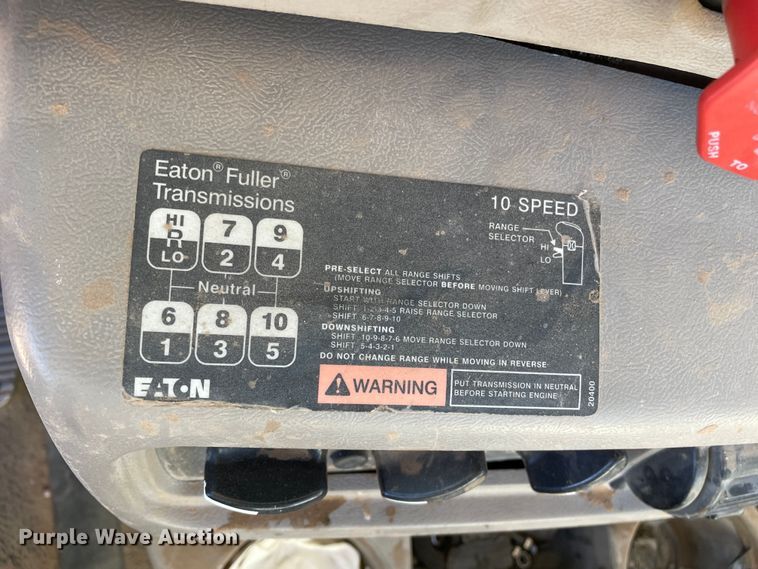 Eaton® Fuller®
Transmissions
10 SPEED
HI
R
LO
7
2
9
4
Neutral
6
1
8
3
10
5
RANGE
SELECTOR
HI
LO
PRE-SELECT ALL RANGE SHIFTS
(MOVE RANGE SELECTOR BEFORE MOVING SHIFT LEVER)
UPSHIFTING
START WITH RANGE SELECTOR DOWN
SHIFT 1-2-3-4-5 RAISE RANGE SELECTOR
SHIFT 6-7-8-9-10
DOWNSHIFTING
SHIFT 10-9-8-7-6 MOVE RANGE SELECTOR DOWN
SHIFT 5-4-3-2-1
DO NOT CHANGE RANGE WHILE MOVING IN REVERSE
EATON
WARNING
PUT TRANSMISSION IN NEUTRAL
BEFORE STARTING ENGINE
20400
PUSH
TO
Purple Wave Auction